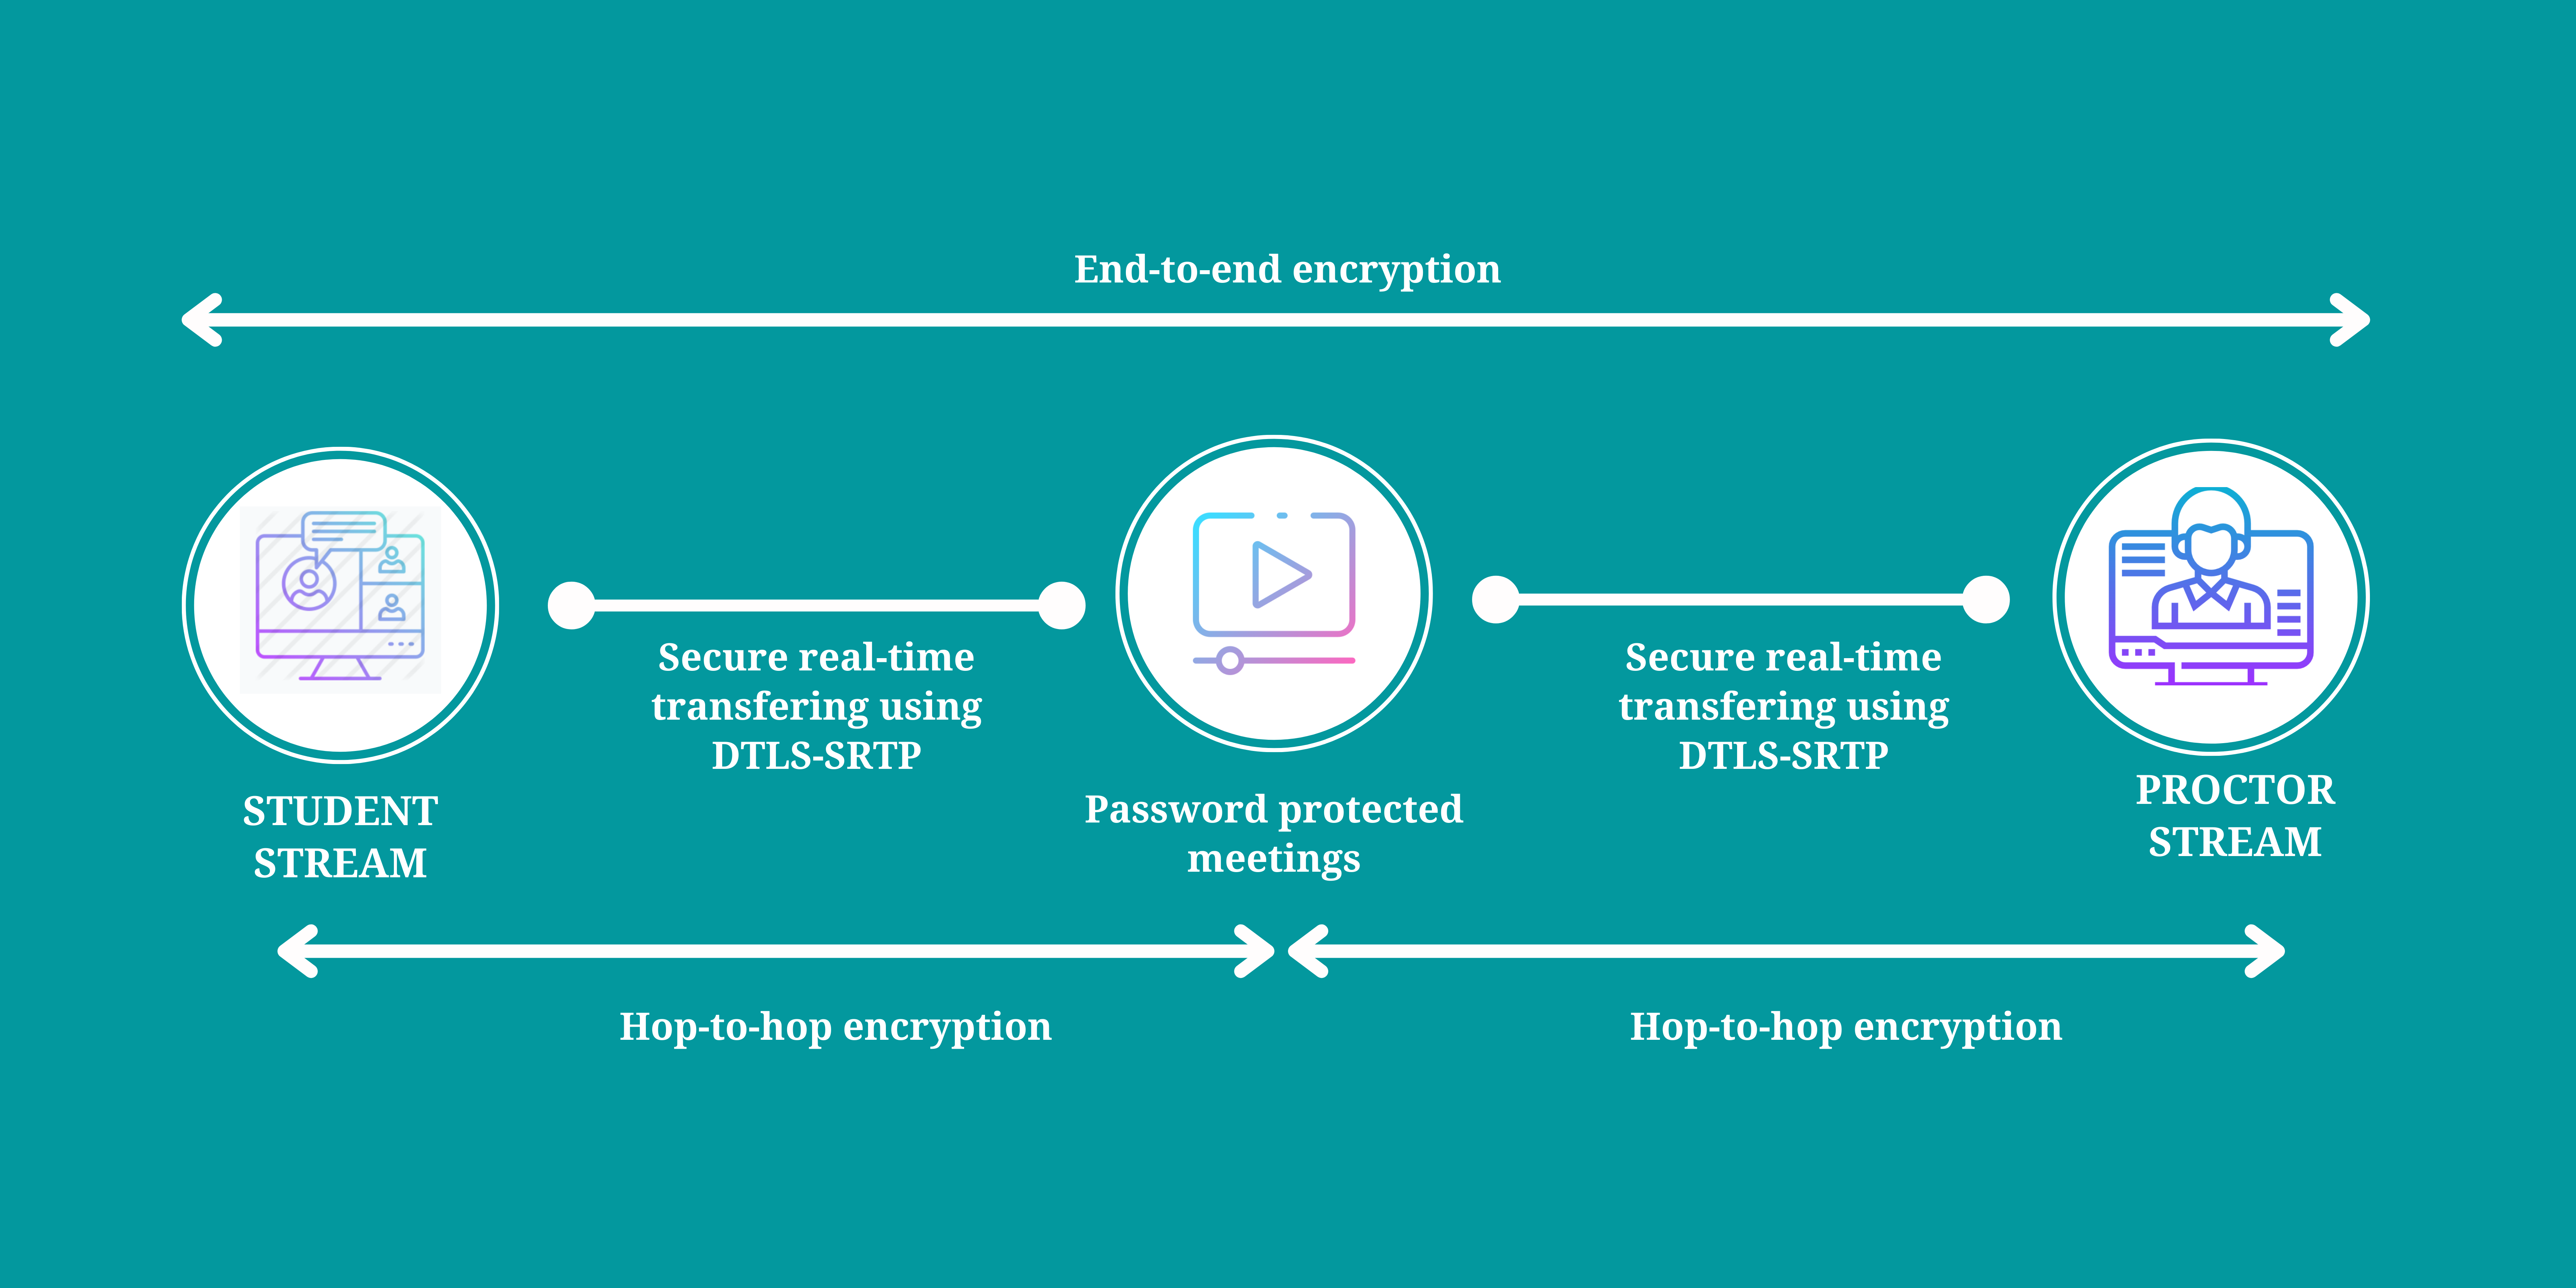 End-to-end encryption
Secure real-time
transfering using
DTLS-SRTP
Secure real-time
transfering using
DTLS-SRTP
STUDENT
STREAM
Password protected
meetings
PROCTOR
STREAM
Hop-to-hop encryption
Hop-to-hop encryption